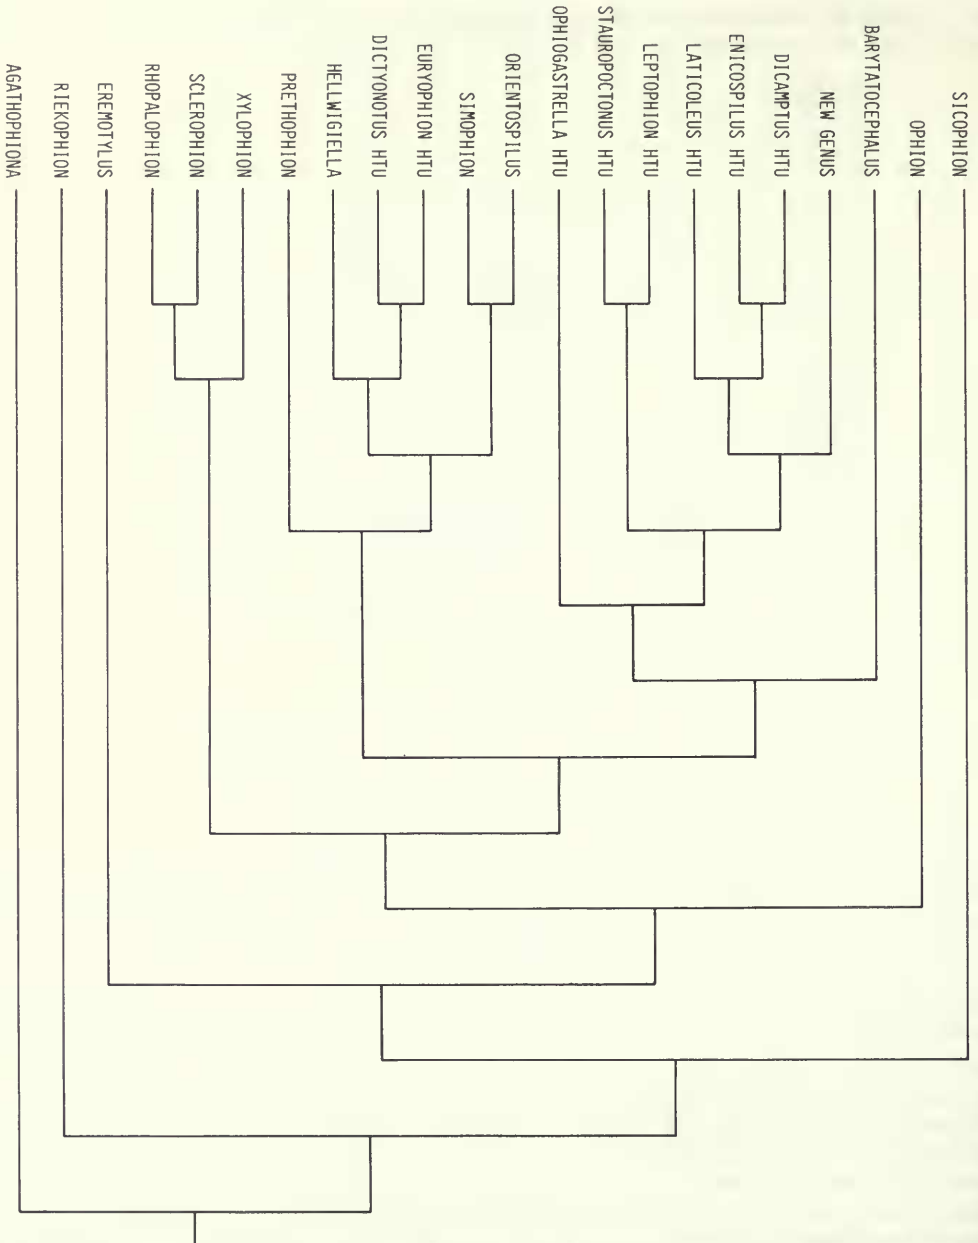 AGATHOPHIONA
RIEKOPHION
EREMOTYLUS
RHOPALOPHION
SCLEROPHION
XYLOPHION
PRETHOPHION
HELLWIGIELLA
DICTYONOTUS HTU
EURYOPHION HTU
SIMOPHION
ORIENTOSPILUS
OPHIOGASTRELLA HTU
STAUROPOCTONUS HTU
LEPTOPHION HTU
LATICOLEUS HTU
ENICOSPILUS HTU
DICAMPTUS HTU
NEW GENUS
BARYTATOCEPHALUS
OPHION
SICOPHION